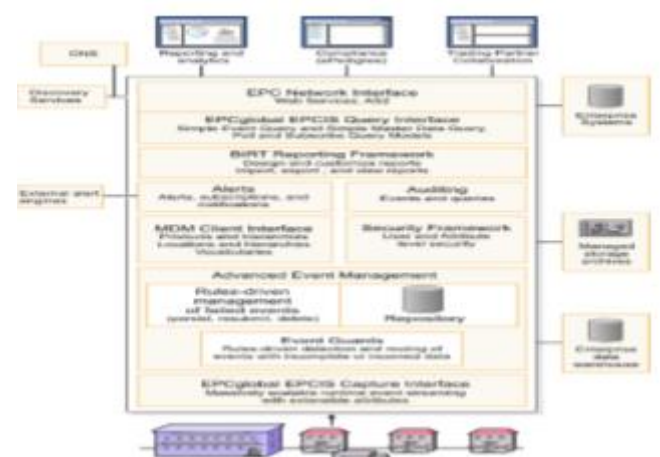 Reporting and
analytics
Compliance
(ePedigree)
Trading Partner
Collaboration
ONS
Discovery
Services
EPC Network Interface
Web Services, AS2
Enterprise
Systems
EPCglobal EPCIS Query Interface
Simple Event Query and Simple Master Data Query,
Pull and Subscribe Query Models
BIRT Reporting Framework
Design and customize reports
Import, export, and view reports
External alert
engines
Alerts
Alerts, subscriptions, and
notifications
Auditing
Events and queries
MDM Client Interface
Products and hierarchies
Locations and hierarchies
Vocabularies
Security Framework
User and Attribute
level security
Managed
storage
archives
Advanced Event Management
Rules-driven
management
of failed events
(persist, resubmit, delete)
Repository
Event Guards
Rules-driven detection and routing of
events with incomplete or incorrect data
Enterprise
data
warehouse
EPCglobal EPCIS Capture Interface
Massively scalable runtime event streaming
with extensible attributes